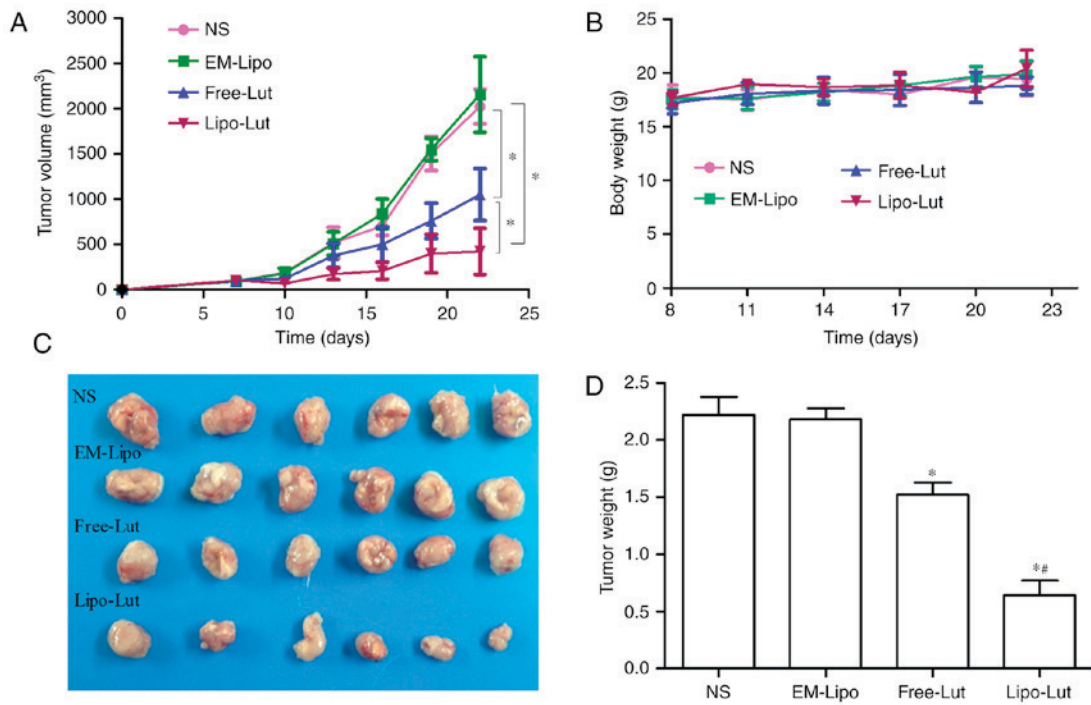 A
NS
EM-Lipo
Free-Lut
Lipo-Lut
Tumor volume (mm³)
3000
2500
2000
1500
1000
500
0
0 5 10 15 20 25
Time (days)
*
*
*
B
Body weight (g)
25
20
15
10
5
0
NS
EM-Lipo
Free-Lut
Lipo-Lut
8 11 14 17 20 23
Time (days)
C
NS
EM-Lipo
Free-Lut
Lipo-Lut
D
Tumor weight (g)
2.5
2.0
1.5
1.0
0.5
0.0
*
*#
NS EM-Lipo Free-Lut Lipo-Lut